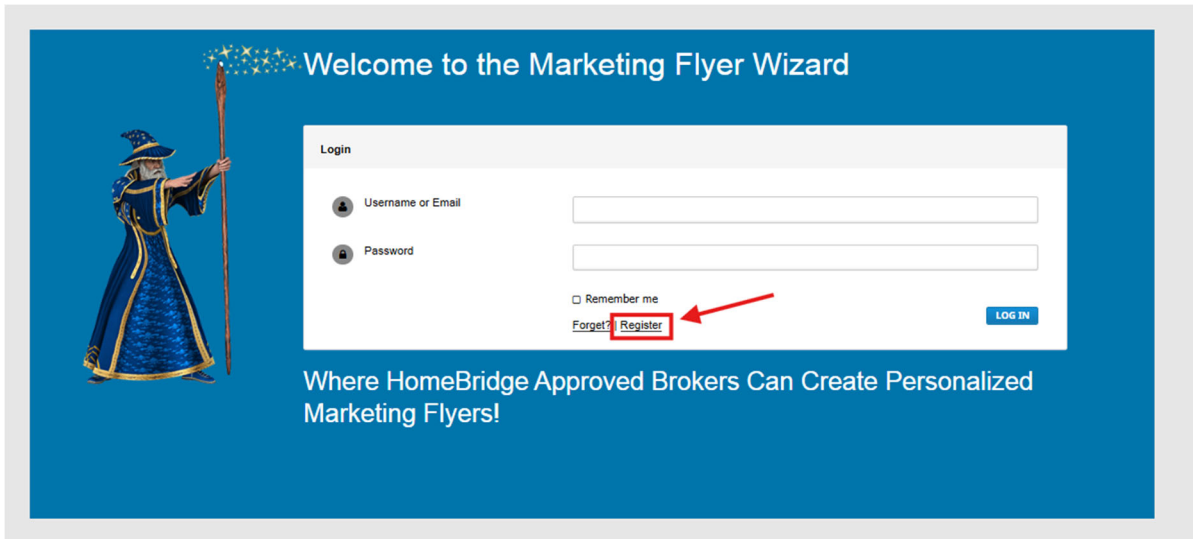 Welcome to the Marketing Flyer Wizard
Login
Username or Email
Password
Remember me
Forget? | Register
LOG IN
Where HomeBridge Approved Brokers Can Create Personalized
Marketing Flyers!